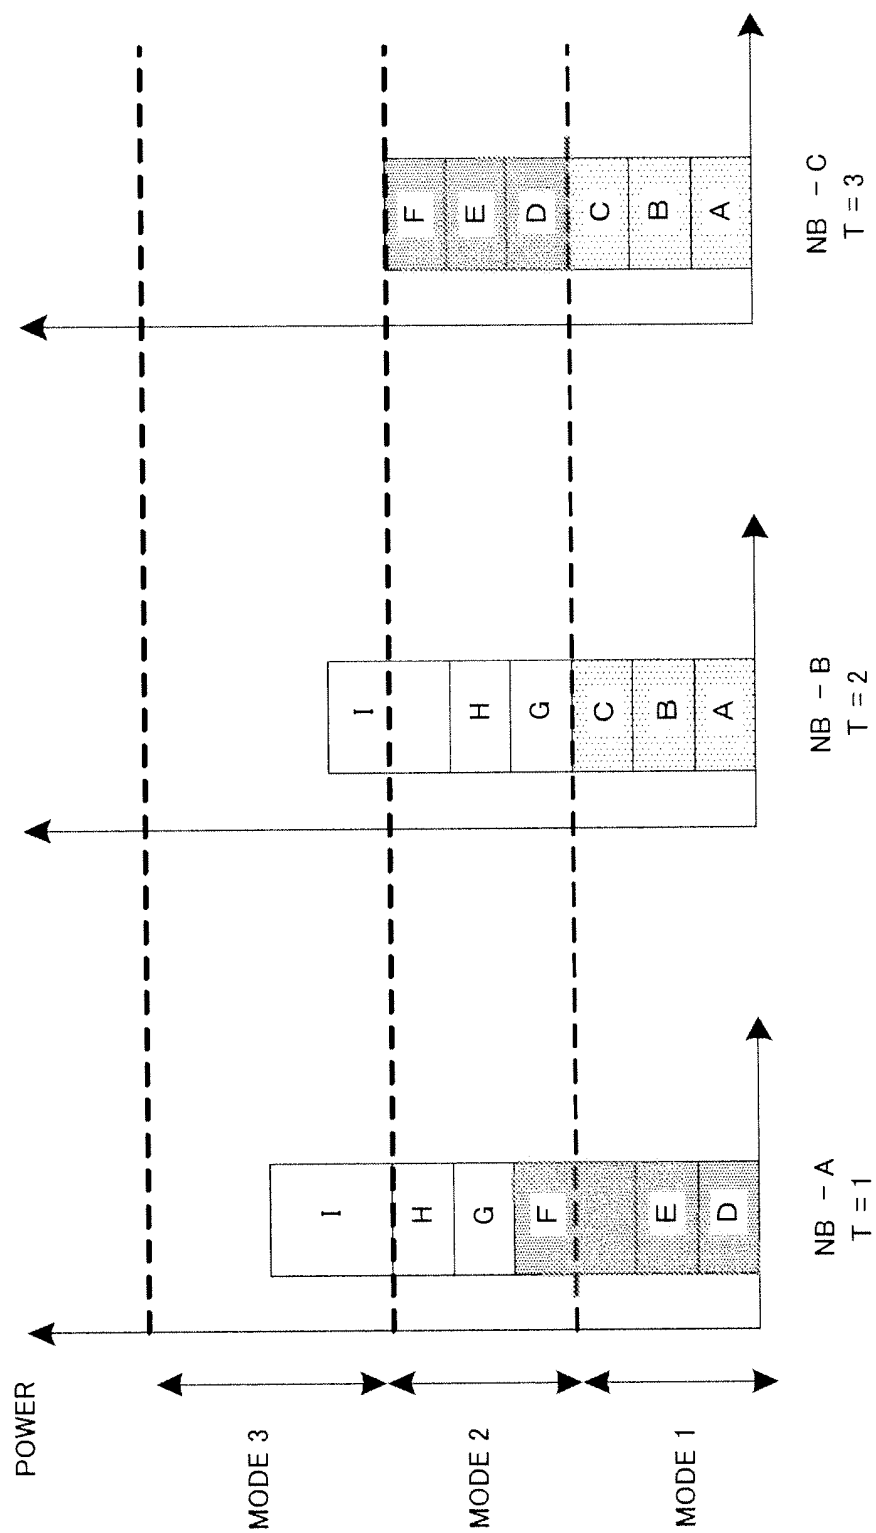 POWER
MODE 3
MODE 2
MODE 1
I
H
G
F
E
D
NB - A
T = 1
I
H
G
C
B
A
NB - B
T = 2
F
E
D
C
B
A
NB - C
T = 3